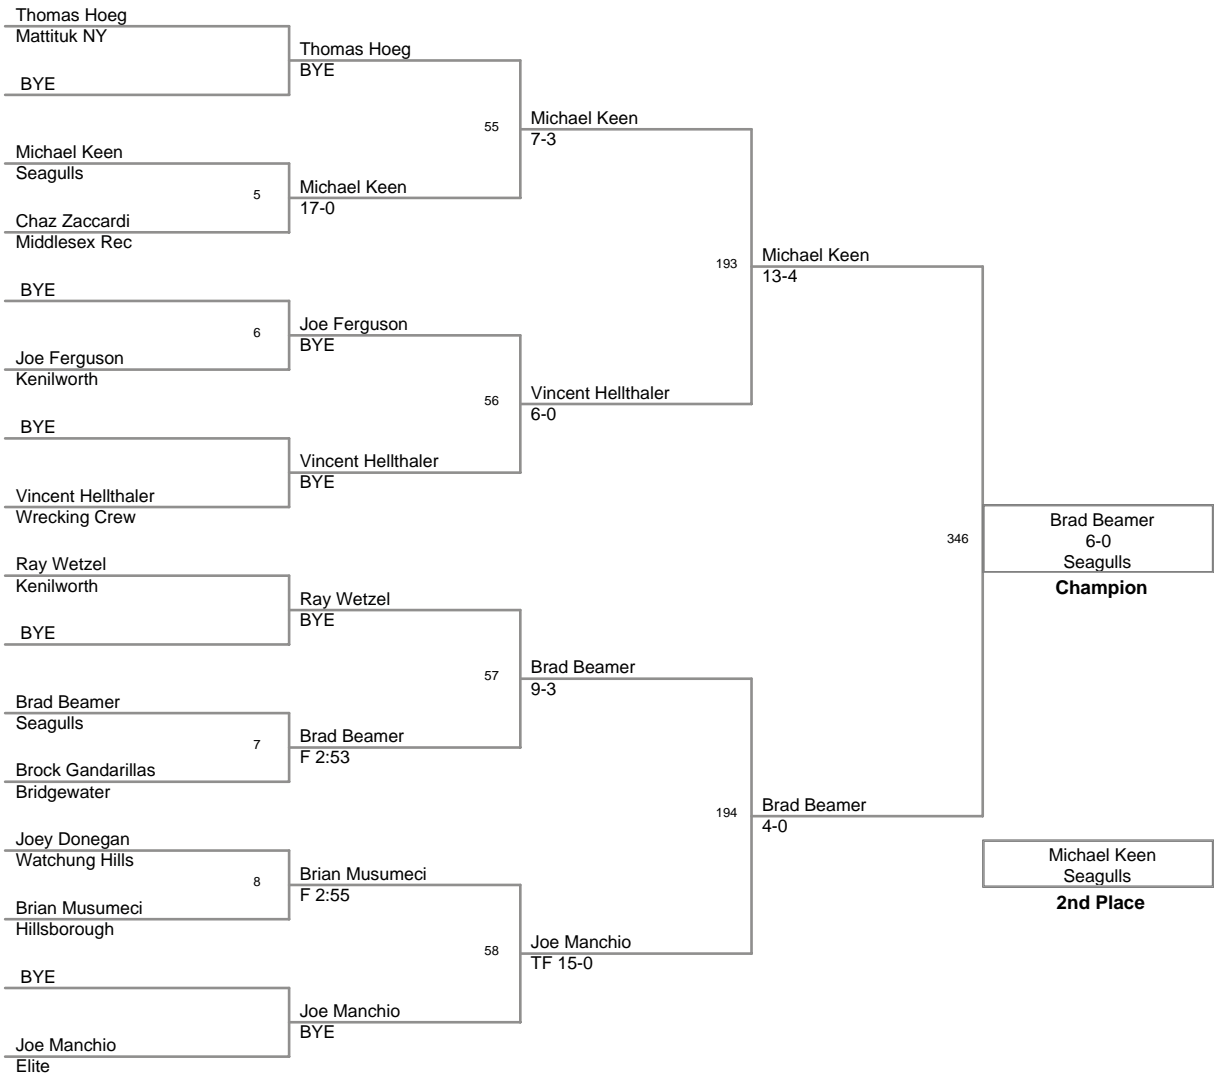 Thomas Hoeg
Mattituk NY
BYE
Michael Keen
Seagulls
Chaz Zaccardi
Middlesex Rec
BYE
Joe Ferguson
Kenilworth
BYE
Vincent Hellthaler
Wrecking Crew
Ray Wetzel
Kenilworth
BYE
Brad Beamer
Seagulls
Brock Gandarillas
Bridgewater
Joey Donegan
Watchung Hills
Brian Musumeci
Hillsborough
BYE
Joe Manchio
Elite
Thomas Hoeg
BYE
5
Michael Keen
17-0
6
Joe Ferguson
BYE
Vincent Hellthaler
BYE
Ray Wetzel
BYE
7
Brad Beamer
F 2:53
8
Brian Musumeci
F 2:55
Joe Manchio
BYE
55
Michael Keen
7-3
56
Vincent Hellthaler
6-0
57
Brad Beamer
9-3
58
Joe Manchio
TF 15-0
193
Michael Keen
13-4
194
Brad Beamer
4-0
346
Brad Beamer
6-0
Seagulls
Champion
Michael Keen
Seagulls
2nd Place